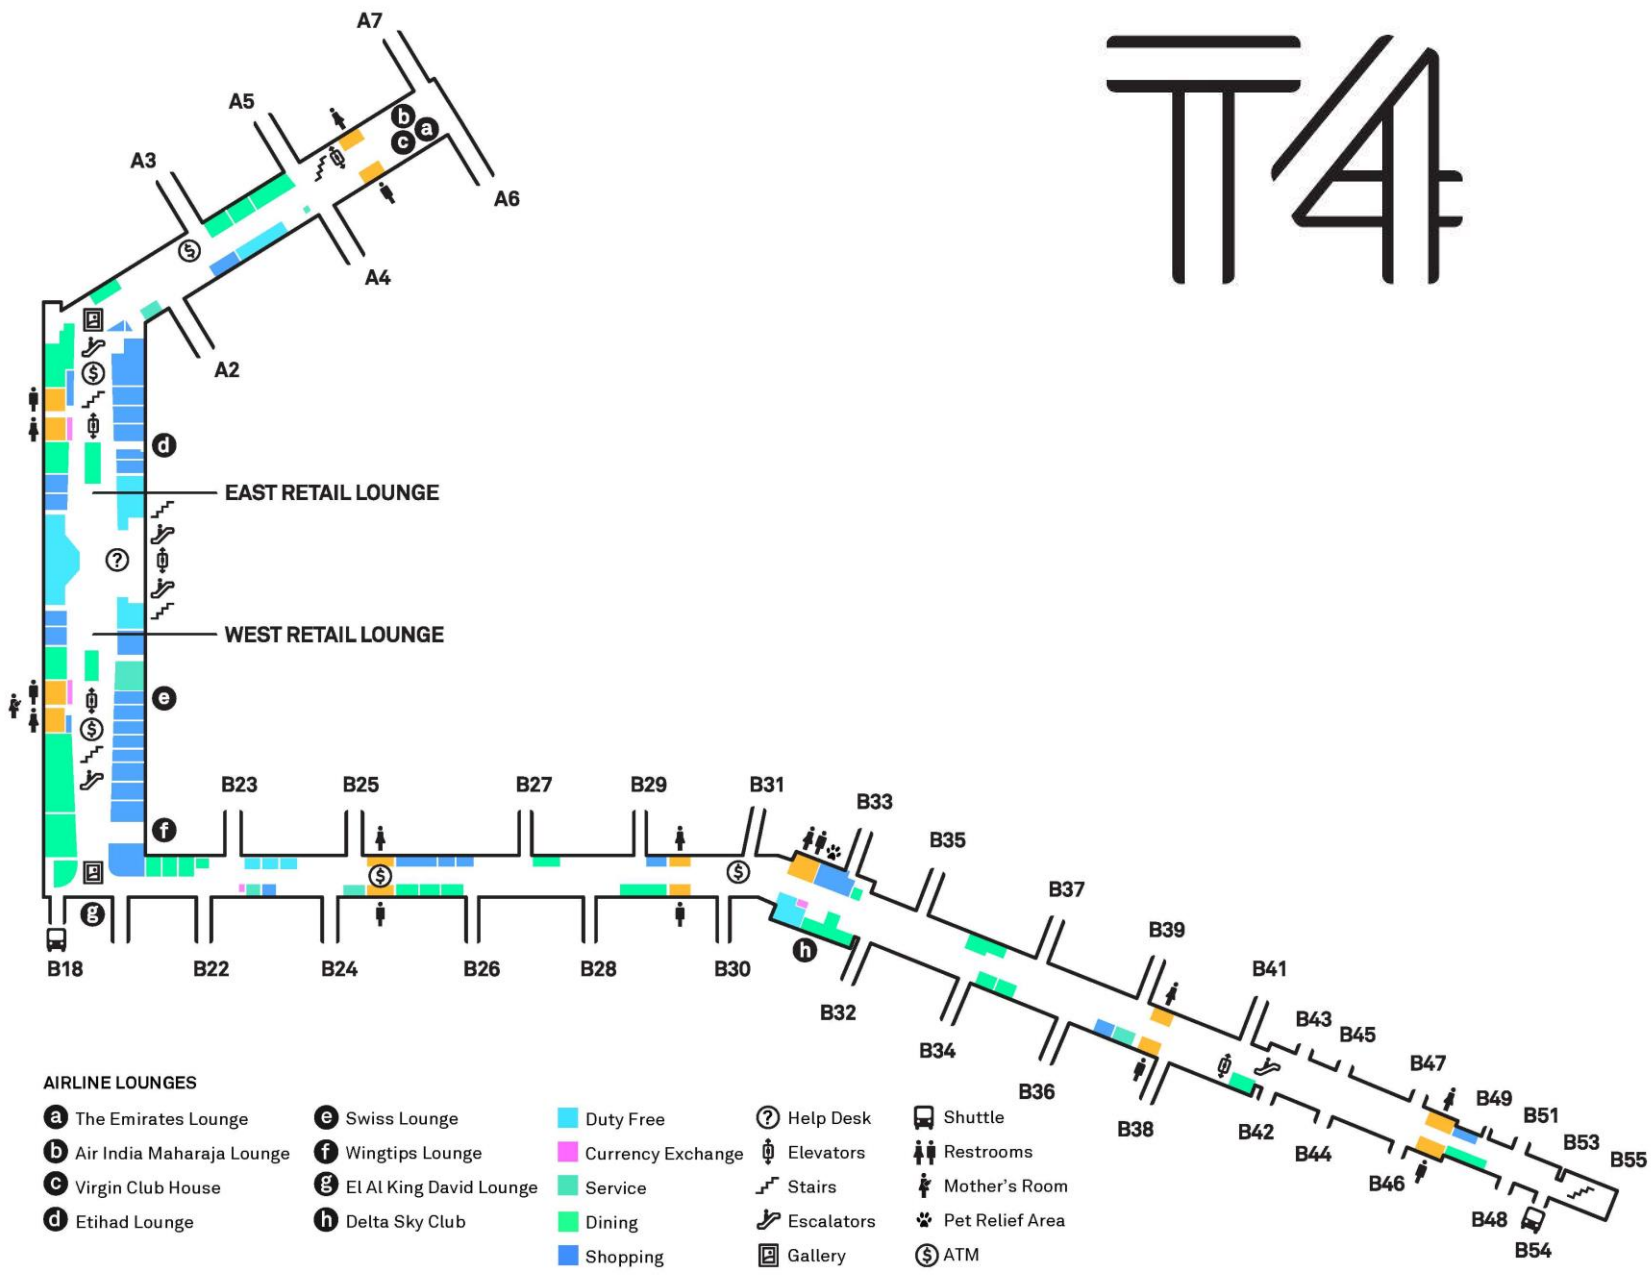 T4
A7
A5
A3
A6
A4
A2
b
a
c
$
$
d
EAST RETAIL LOUNGE
?
WEST RETAIL LOUNGE
e
$
f
g
B23
B25
B27
B29
B31
B33
B35
B37
B39
B41
B43
B45
B47
B49
B51
B53
B55
$
$
h
B18
B22
B24
B26
B28
B30
B32
B34
B36
B38
B42
B44
B46
B48
B54
AIRLINE LOUNGES
a The Emirates Lounge
b Air India Maharaja Lounge
c Virgin Club House
d Etihad Lounge
e Swiss Lounge
f Wingtips Lounge
g El Al King David Lounge
h Delta Sky Club
Duty Free
Currency Exchange
Service
Dining
Shopping
? Help Desk
Elevators
Stairs
Escalators
Gallery
Shuttle
Restrooms
Mother's Room
Pet Relief Area
$ ATM